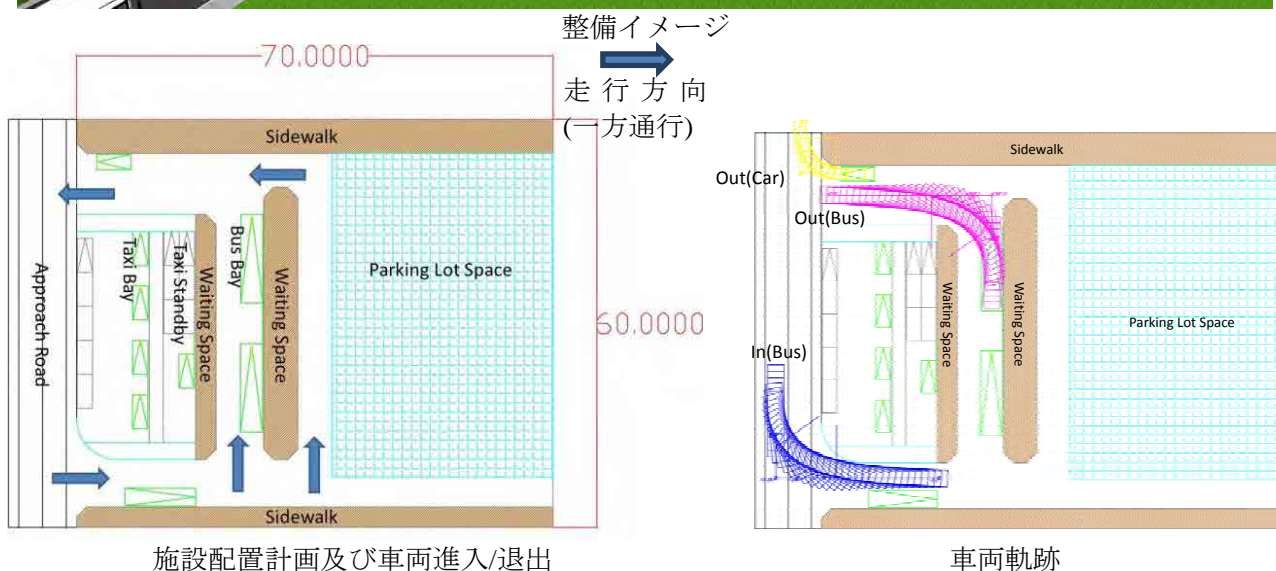 整備イメージ
走行方向
(一方通行)
70.0000
60.0000
Sidewalk
Approach Road
Taxi Bay
Taxi Standby
Waiting Space
Bus Bay
Waiting Space
Parking Lot Space
Sidewalk
施設配置計画及び車両進入/退出
Sidewalk
Out(Car)
Out(Bus)
In(Bus)
Waiting Space
Waiting Space
Parking Lot Space
車両軌跡